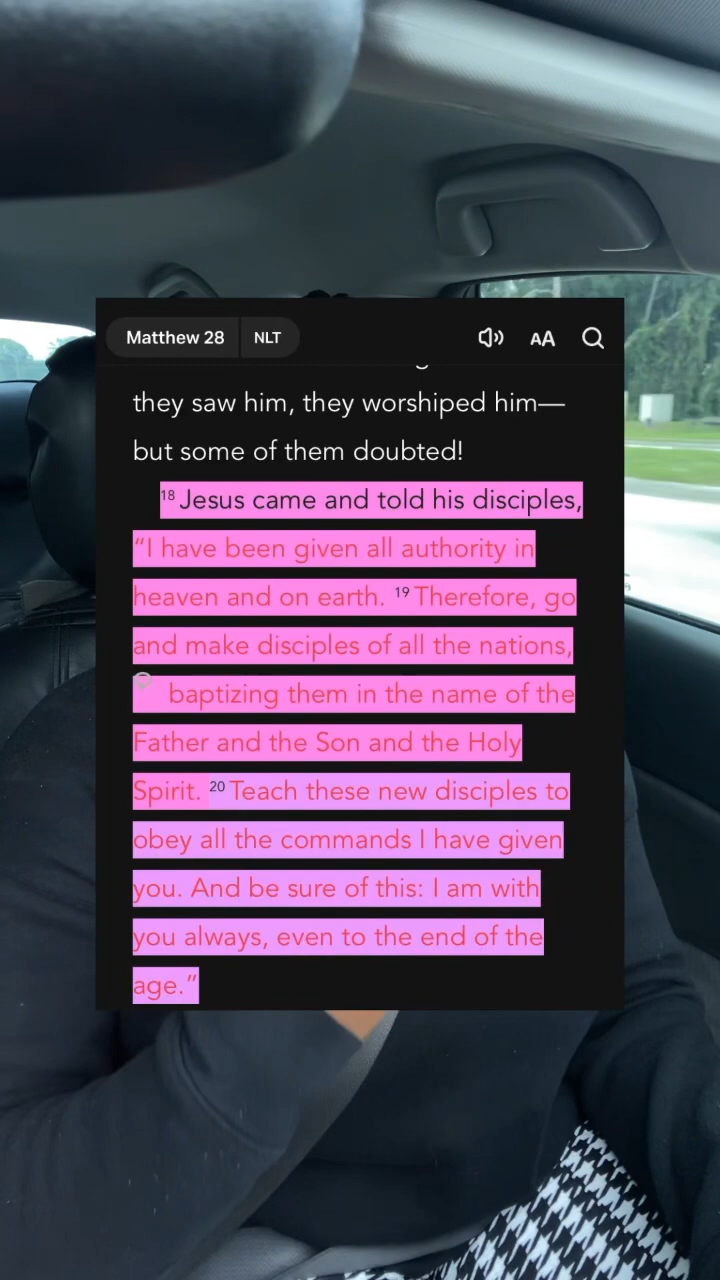 Matthew 28 NLT AA
they saw him, they worshiped him—
but some of them doubted!
18 Jesus came and told his disciples,
“I have been given all authority in
heaven and on earth. 19 Therefore, go
and make disciples of all the nations,
baptizing them in the name of the
Father and the Son and the Holy
Spirit. 20 Teach these new disciples to
obey all the commands I have given
you. And be sure of this: I am with
you always, even to the end of the
age.”